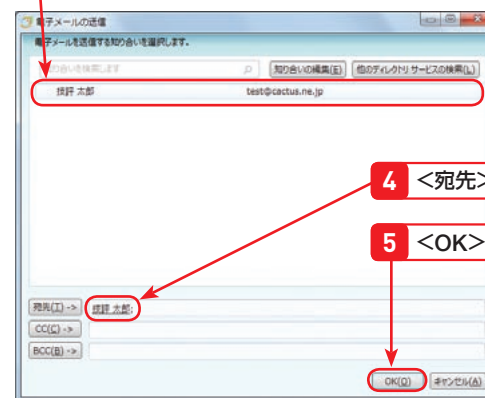 電子メールの送信
電子メールを送信する知り合いを選択します。
知り合いを検索します 知り合いの編集(E) 他のディレクトリ サービスの検索(L)
技評 太郎 test@cactus.ne.jp
4 <宛先>
5 <OK>
宛先(T) -> 技評 太郎;
CC(C) ->
BCC(B) ->
OK(O) キャンセル(A)